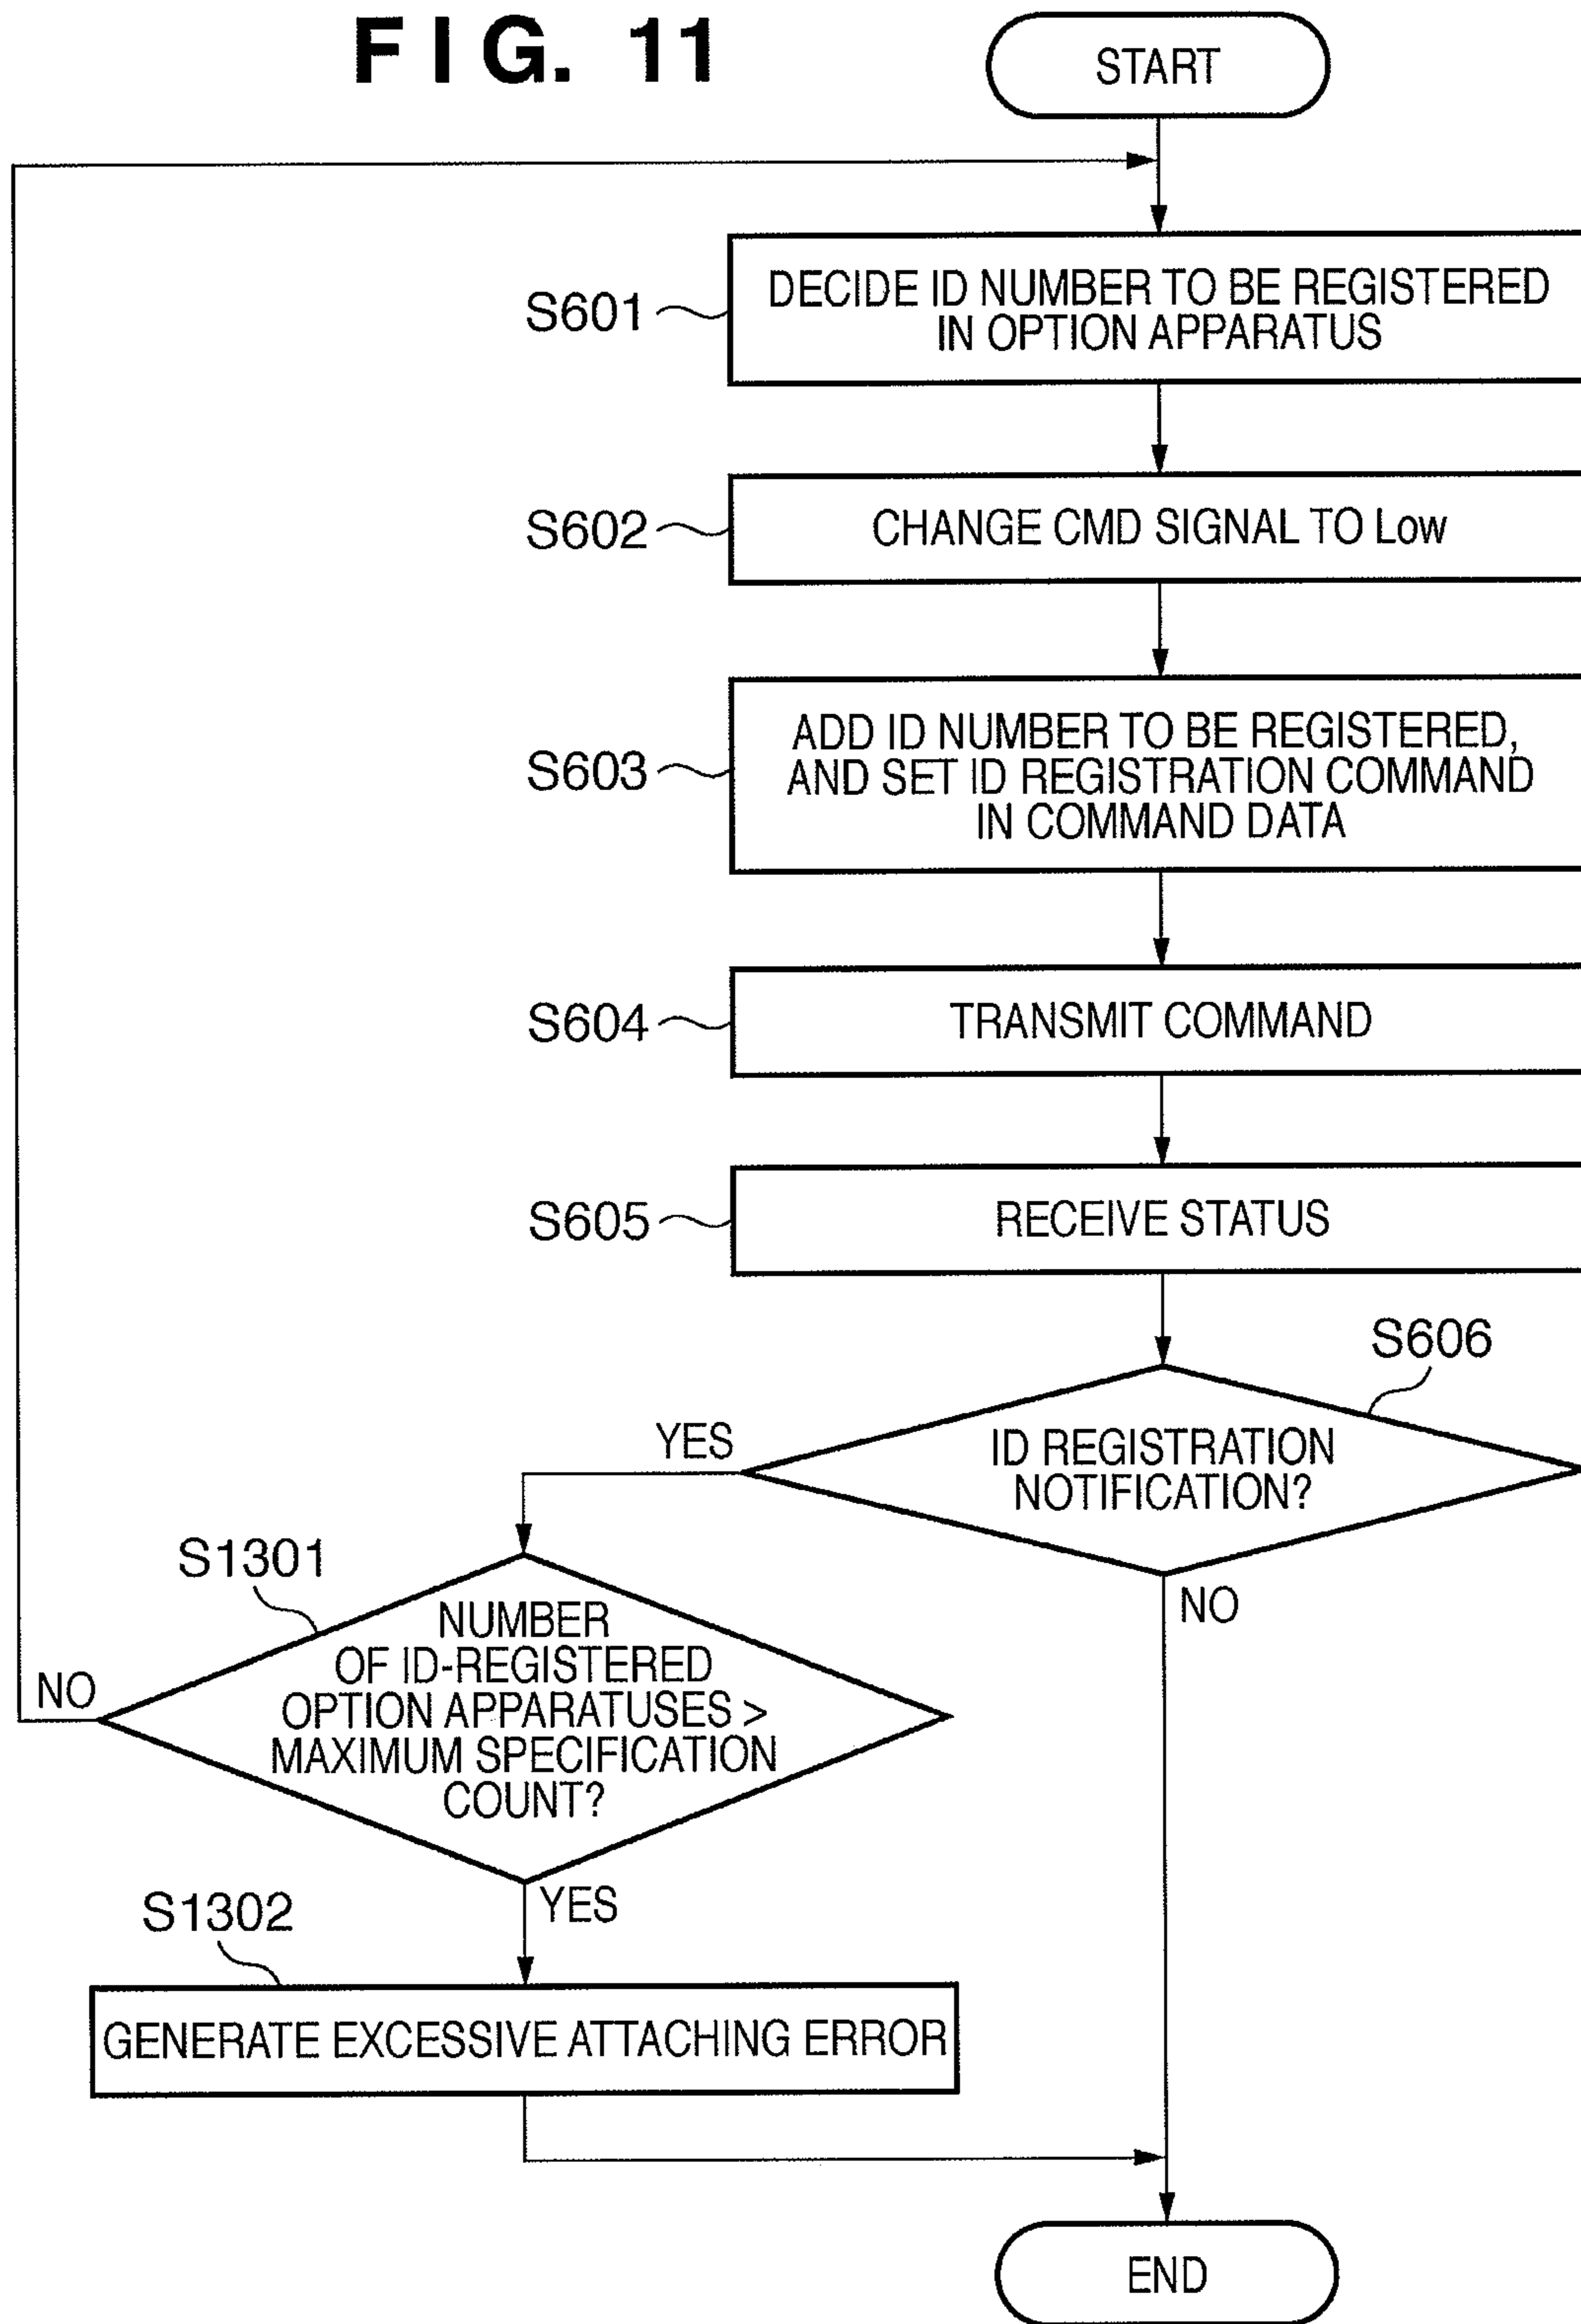 FIG. 11
START
S601
DECIDE ID NUMBER TO BE REGISTERED
IN OPTION APPARATUS
S602
CHANGE CMD SIGNAL TO Low
S603
ADD ID NUMBER TO BE REGISTERED,
AND SET ID REGISTRATION COMMAND
IN COMMAND DATA
S604
TRANSMIT COMMAND
S605
RECEIVE STATUS
S606
ID REGISTRATION
NOTIFICATION?
YES
NO
S1301
NUMBER
OF ID-REGISTERED
OPTION APPARATUSES >
MAXIMUM SPECIFICATION
COUNT?
NO
YES
S1302
GENERATE EXCESSIVE ATTACHING ERROR
END